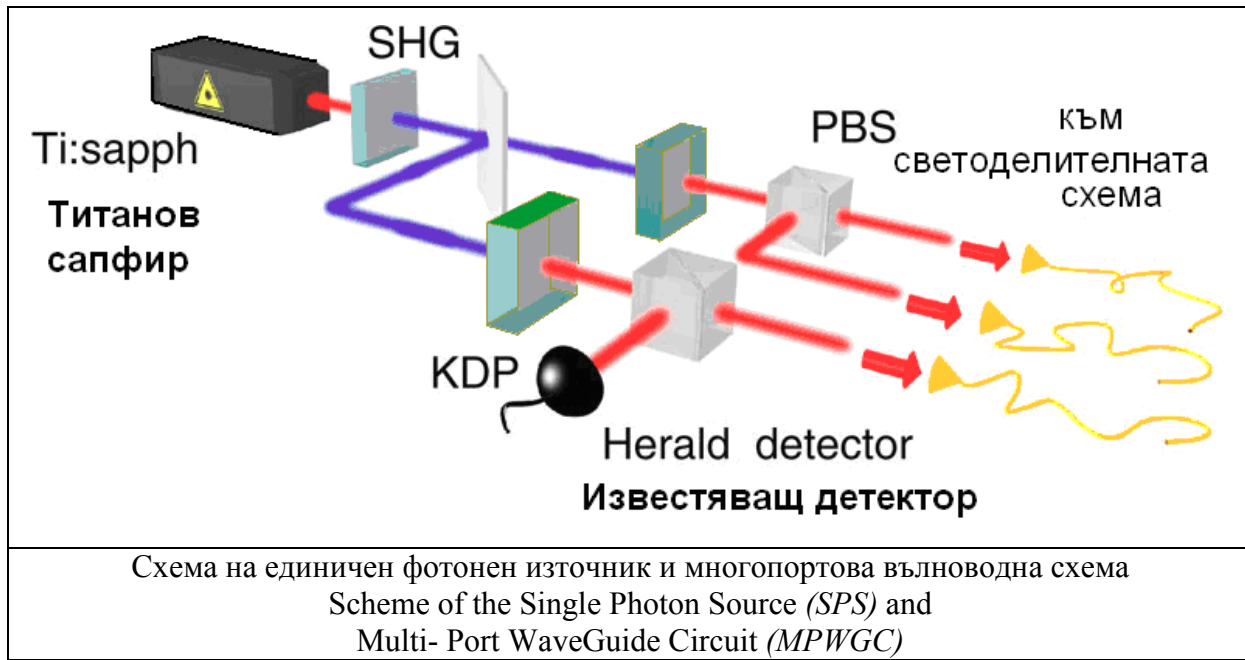 SHG
Ti:sapph
Титанов
сапфир
PBS
към
светоделителната
схема
KDP
Herald detector
Известяващ детектор
Схема на единичен фотонен източник и многопортова вълноводна схема
Scheme of the Single Photon Source (SPS) and
Multi- Port WaveGuide Circuit (MPWGC)